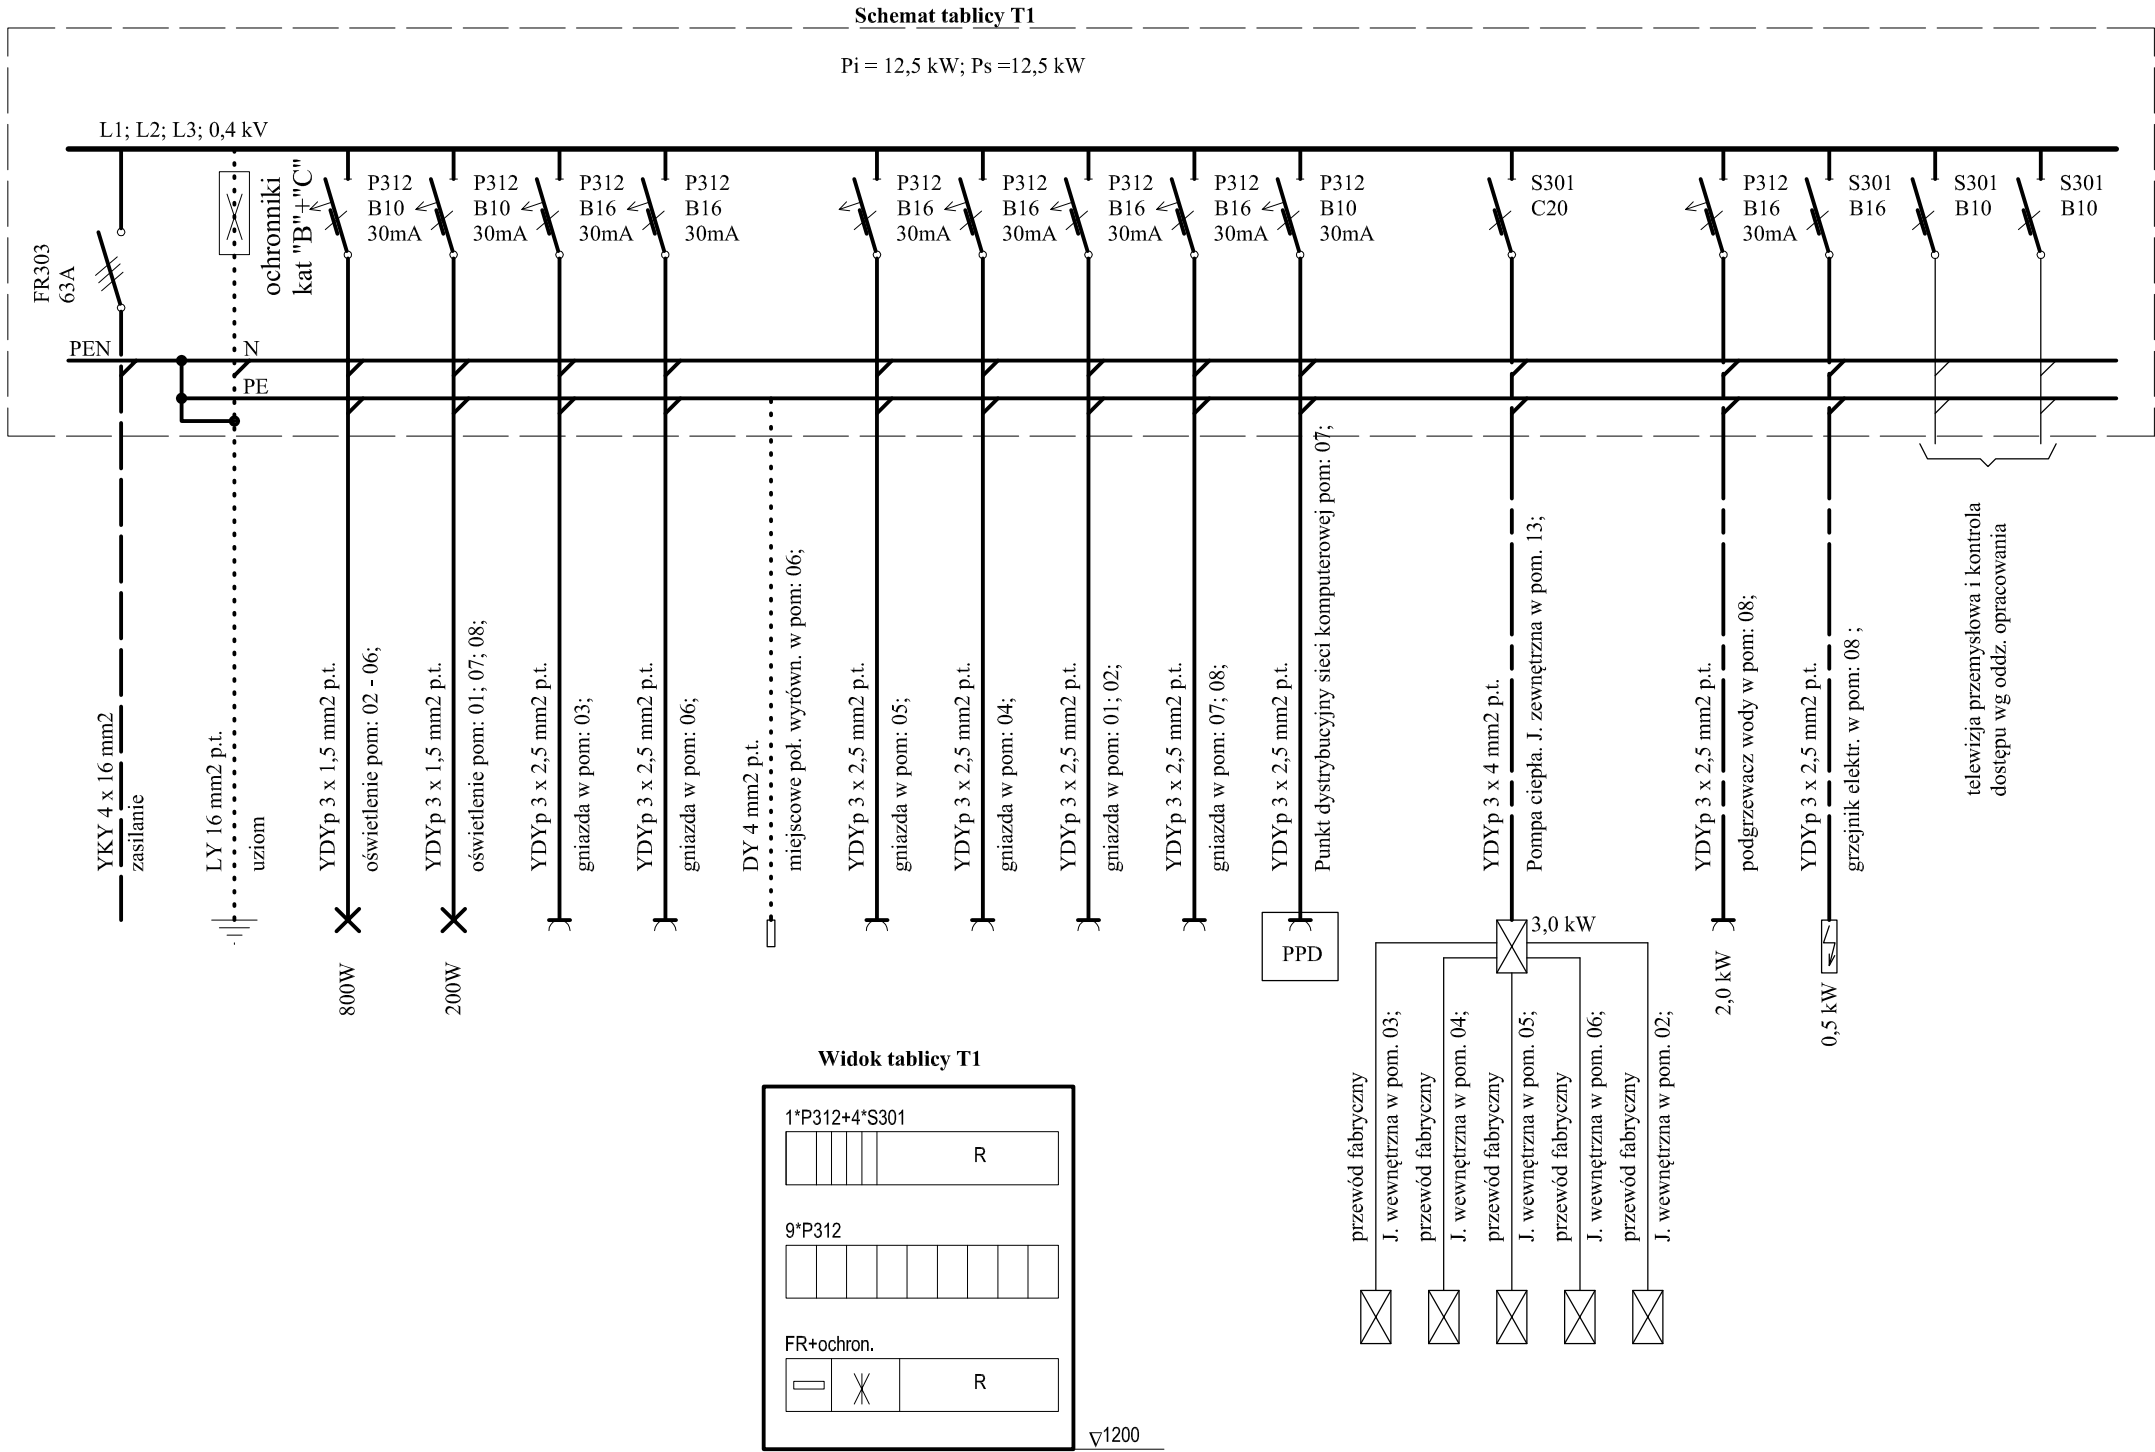 Schemat tablicy T1
Pi = 12,5 kW; Ps =12,5 kW
L1; L2; L3; 0,4 kV
FR303
63A
ochronniki
kat "B"+"C"
P312
B10
30mA
P312
B10
30mA
P312
B16
30mA
P312
B16
30mA
P312
B16
30mA
P312
B16
30mA
P312
B16
30mA
P312
B16
30mA
P312
B10
30mA
S301
C20
P312
B16
30mA
S301
B16
S301
B10
S301
B10
PEN
N
PE
YKY 4 x 16 mm2
zasilanie
LY 16 mm2 p.t.
uziom
YDYp 3 x 1,5 mm2 p.t.
oświetlenie pom: 02 - 06;
YDYp 3 x 1,5 mm2 p.t.
oświetlenie pom: 01; 07; 08;
YDYp 3 x 2,5 mm2 p.t.
gniazda w pom: 03;
YDYp 3 x 2,5 mm2 p.t.
gniazda w pom: 06;
DY 4 mm2 p.t.
miejscowe poł. wyrówn. w pom: 06;
YDYp 3 x 2,5 mm2 p.t.
gniazda w pom: 05;
YDYp 3 x 2,5 mm2 p.t.
gniazda w pom: 04;
YDYp 3 x 2,5 mm2 p.t.
gniazda w pom: 01; 02;
YDYp 3 x 2,5 mm2 p.t.
gniazda w pom: 07; 08;
YDYp 3 x 2,5 mm2 p.t.
Punkt dystrybucyjny sieci komputerowej pom: 07;
YDYp 3 x 4 mm2 p.t.
Pompa ciepła. J. zewnętrzna w pom. 13;
YDYp 3 x 2,5 mm2 p.t.
podgrzewacz wody w pom: 08;
YDYp 3 x 2,5 mm2 p.t.
grzejnik elektr. w pom: 08 ;
telewizja przemysłowa i kontrola
dostępu wg oddz. opracowania
800W
200W
PPD
3,0 kW
2,0 kW
0,5 kW
przewód fabryczny
J. wewnętrzna w pom. 03;
przewód fabryczny
J. wewnętrzna w pom. 04;
przewód fabryczny
J. wewnętrzna w pom. 05;
przewód fabryczny
J. wewnętrzna w pom. 06;
przewód fabryczny
J. wewnętrzna w pom. 02;
Widok tablicy T1
1*P312+4*S301
R
9*P312
FR+ochron.
R
1200